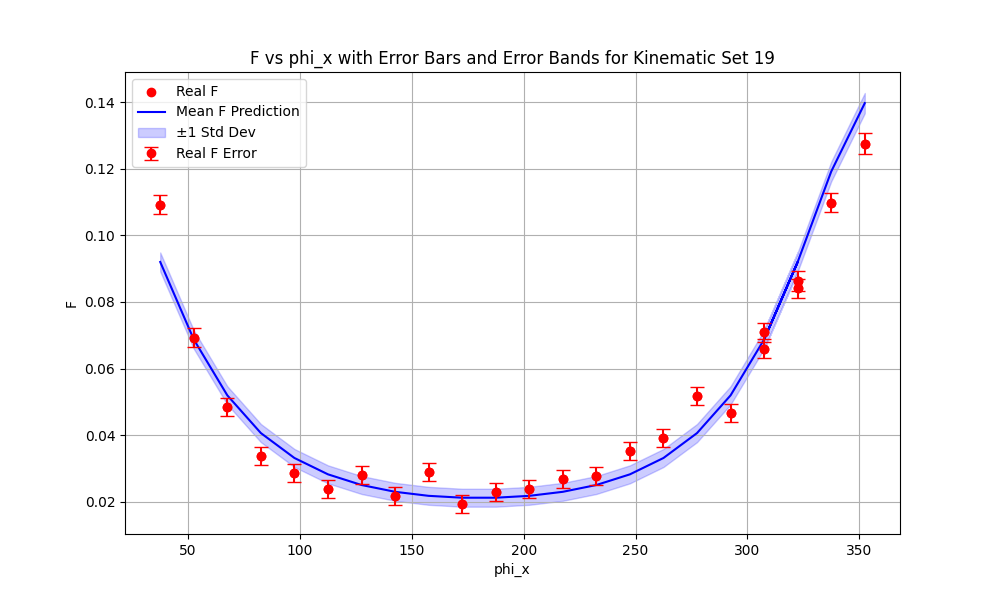 F vs phi_x with Error Bars and Error Bands for Kinematic Set 19
Real F
Mean F Prediction
±1 Std Dev
Real F Error
0.14
0.12
0.10
0.08
0.06
0.04
0.02
F
50
100
150
200
250
300
350
phi_x